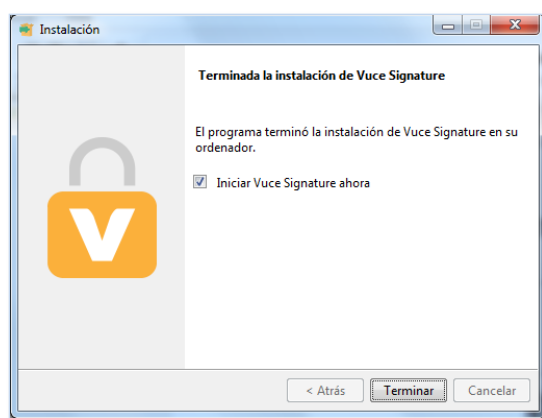 Instalación
Terminada la instalación de Vuce Signature
El programa terminó la instalación de Vuce Signature en su
ordenador.
Iniciar Vuce Signature ahora
V
< Atrás
Terminar
Cancelar